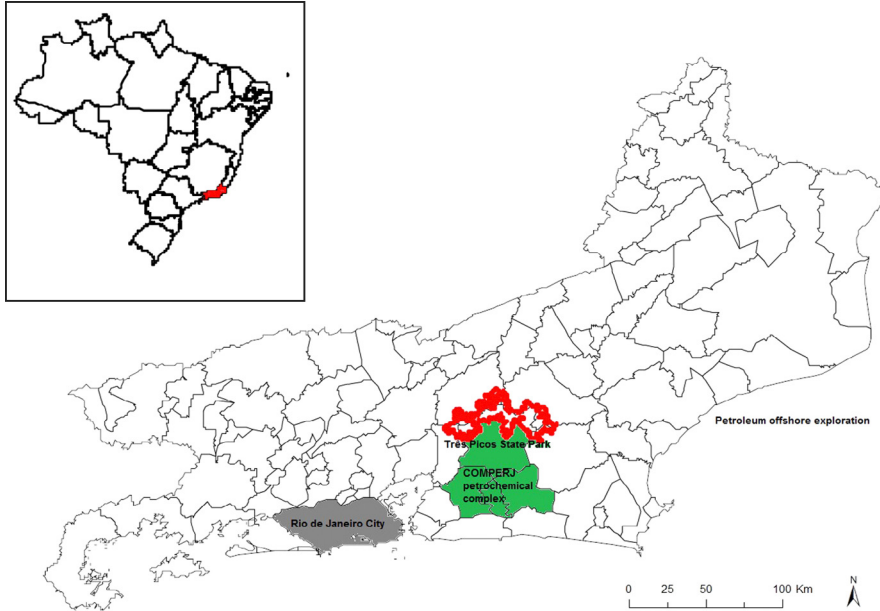 Petroleum offshore exploration
Três Picos State Park
COMPERJ
petrochemical
complex
Rio de Janeiro City
0 25 50 100 Km
N